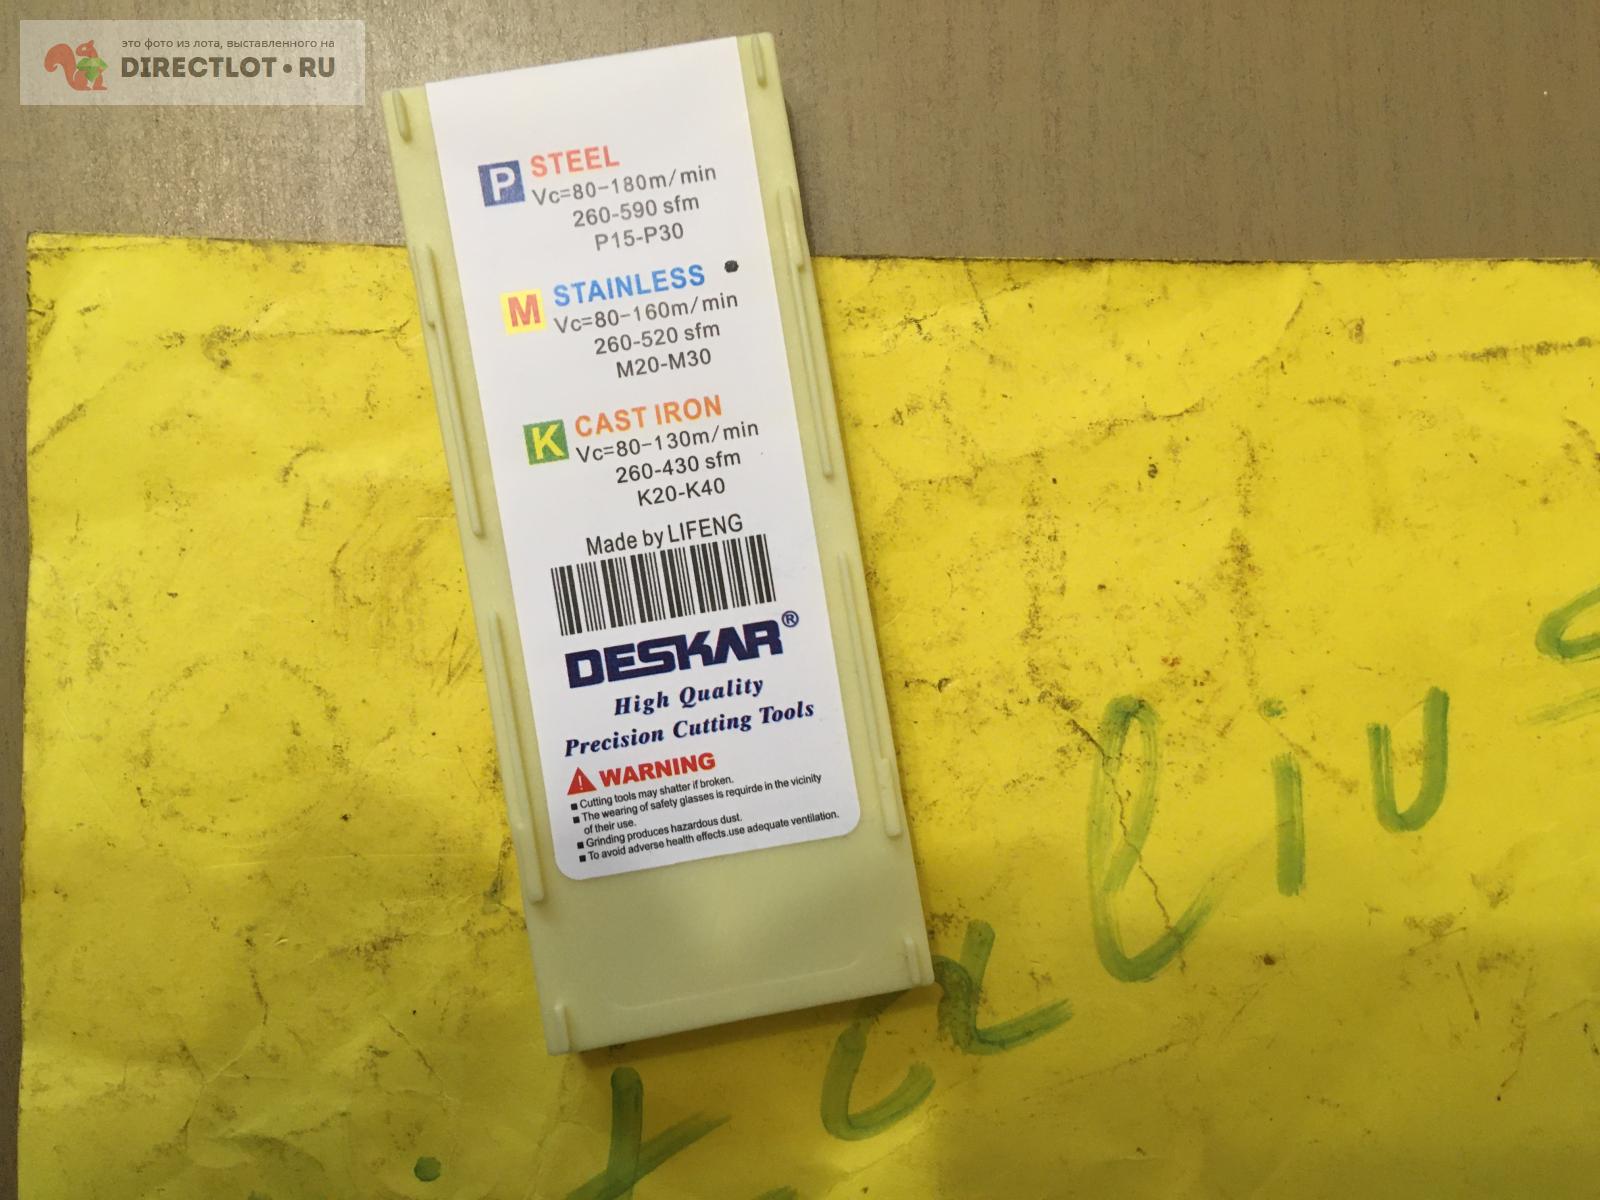 это фото из лота, выставленного на
DIRECTLOT•RU
P STEEL
Vc=80-180m/min
260-590 sfm
P15-P30
M STAINLESS
Vc=80-160m/min
260-520 sfm
M20-M30
K CAST IRON
Vc=80-130m/min
260-430 sfm
K20-K40
Made by LIFENG
DESKAR®
High Quality
Precision Cutting Tools
WARNING
■ Cutting tools may shatter if broken.
■ The wearing of safety glasses is requirde in the vicinity
of their use.
■ Grinding produces hazardous dust.
■ To avoid adverse health effects.use adequate ventilation.